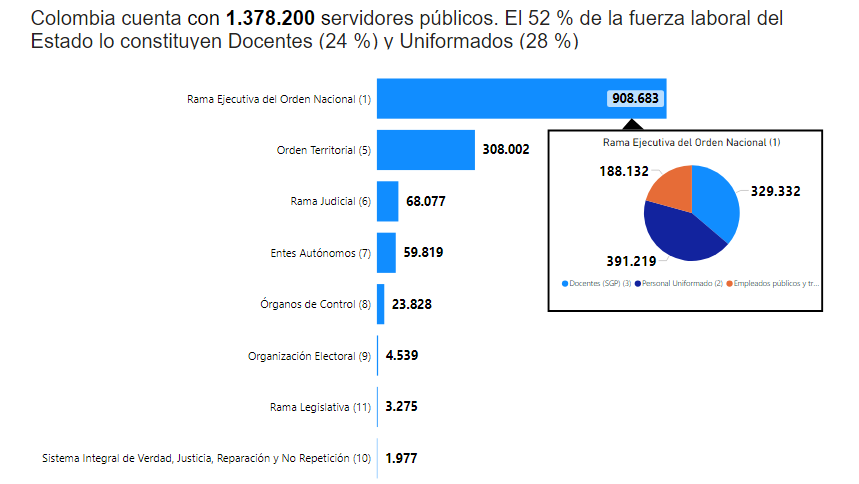 Colombia cuenta con 1.378.200 servidores públicos. El 52 % de la fuerza laboral del
Estado lo constituyen Docentes (24 %) y Uniformados (28 %)
Rama Ejecutiva del Orden Nacional (1) 908.683
Orden Territorial (5) 308.002
Rama Judicial (6) 68.077
Entes Autónomos (7) 59.819
Órganos de Control (8) 23.828
Organización Electoral (9) 4.539
Rama Legislativa (11) 3.275
Sistema Integral de Verdad, Justicia, Reparación y No Repetición (10) 1.977
Rama Ejecutiva del Orden Nacional (1)
188.132
329.332
391.219
Docentes (SGP) (3) Personal Uniformado (2) Empleados públicos y tr...